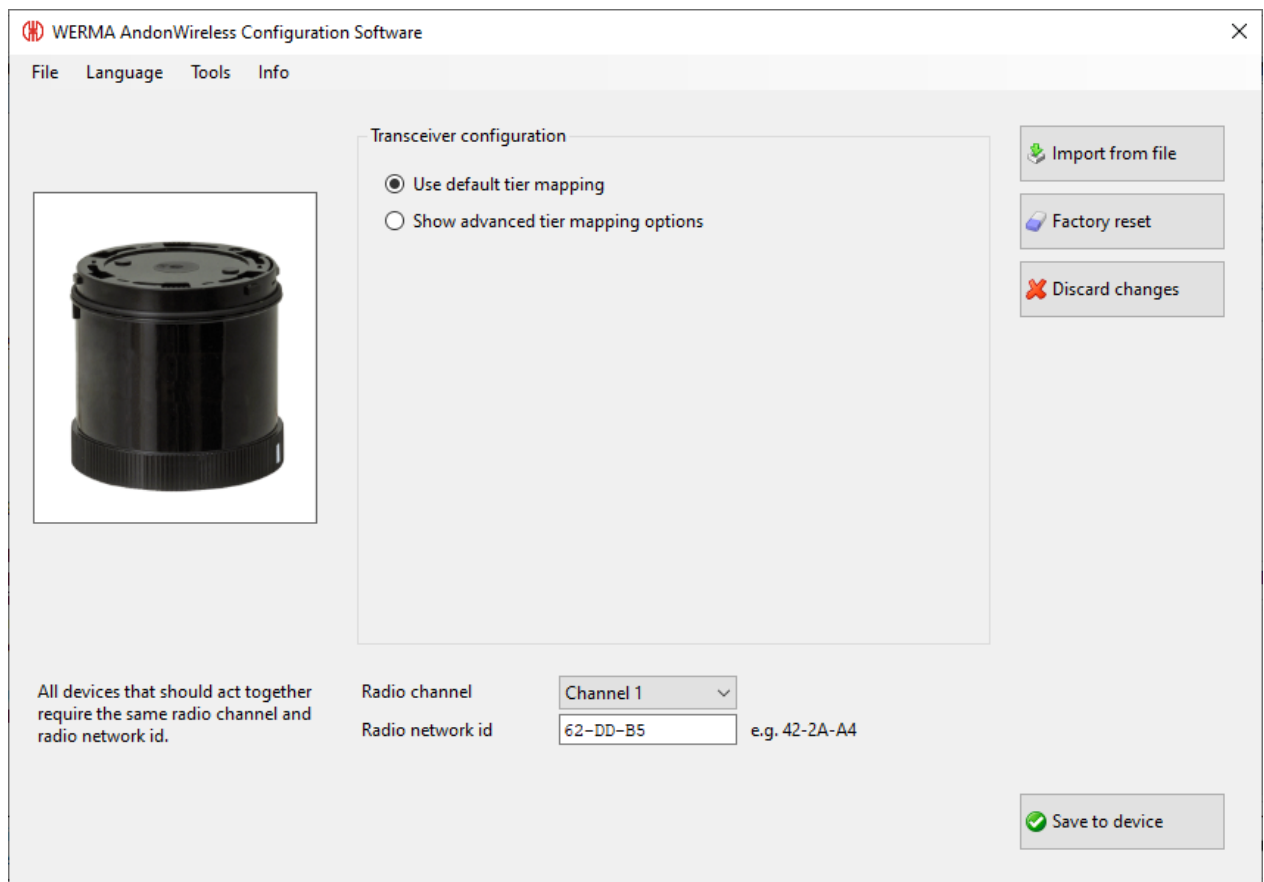 WERMA AndonWireless Configuration Software
File Language Tools Info
Transceiver configuration
Use default tier mapping
Show advanced tier mapping options
Import from file
Factory reset
Discard changes
All devices that should act together
require the same radio channel and
radio network id.
Radio channel Channel 1
Radio network id 62-DD-B5 e.g. 42-2A-A4
Save to device